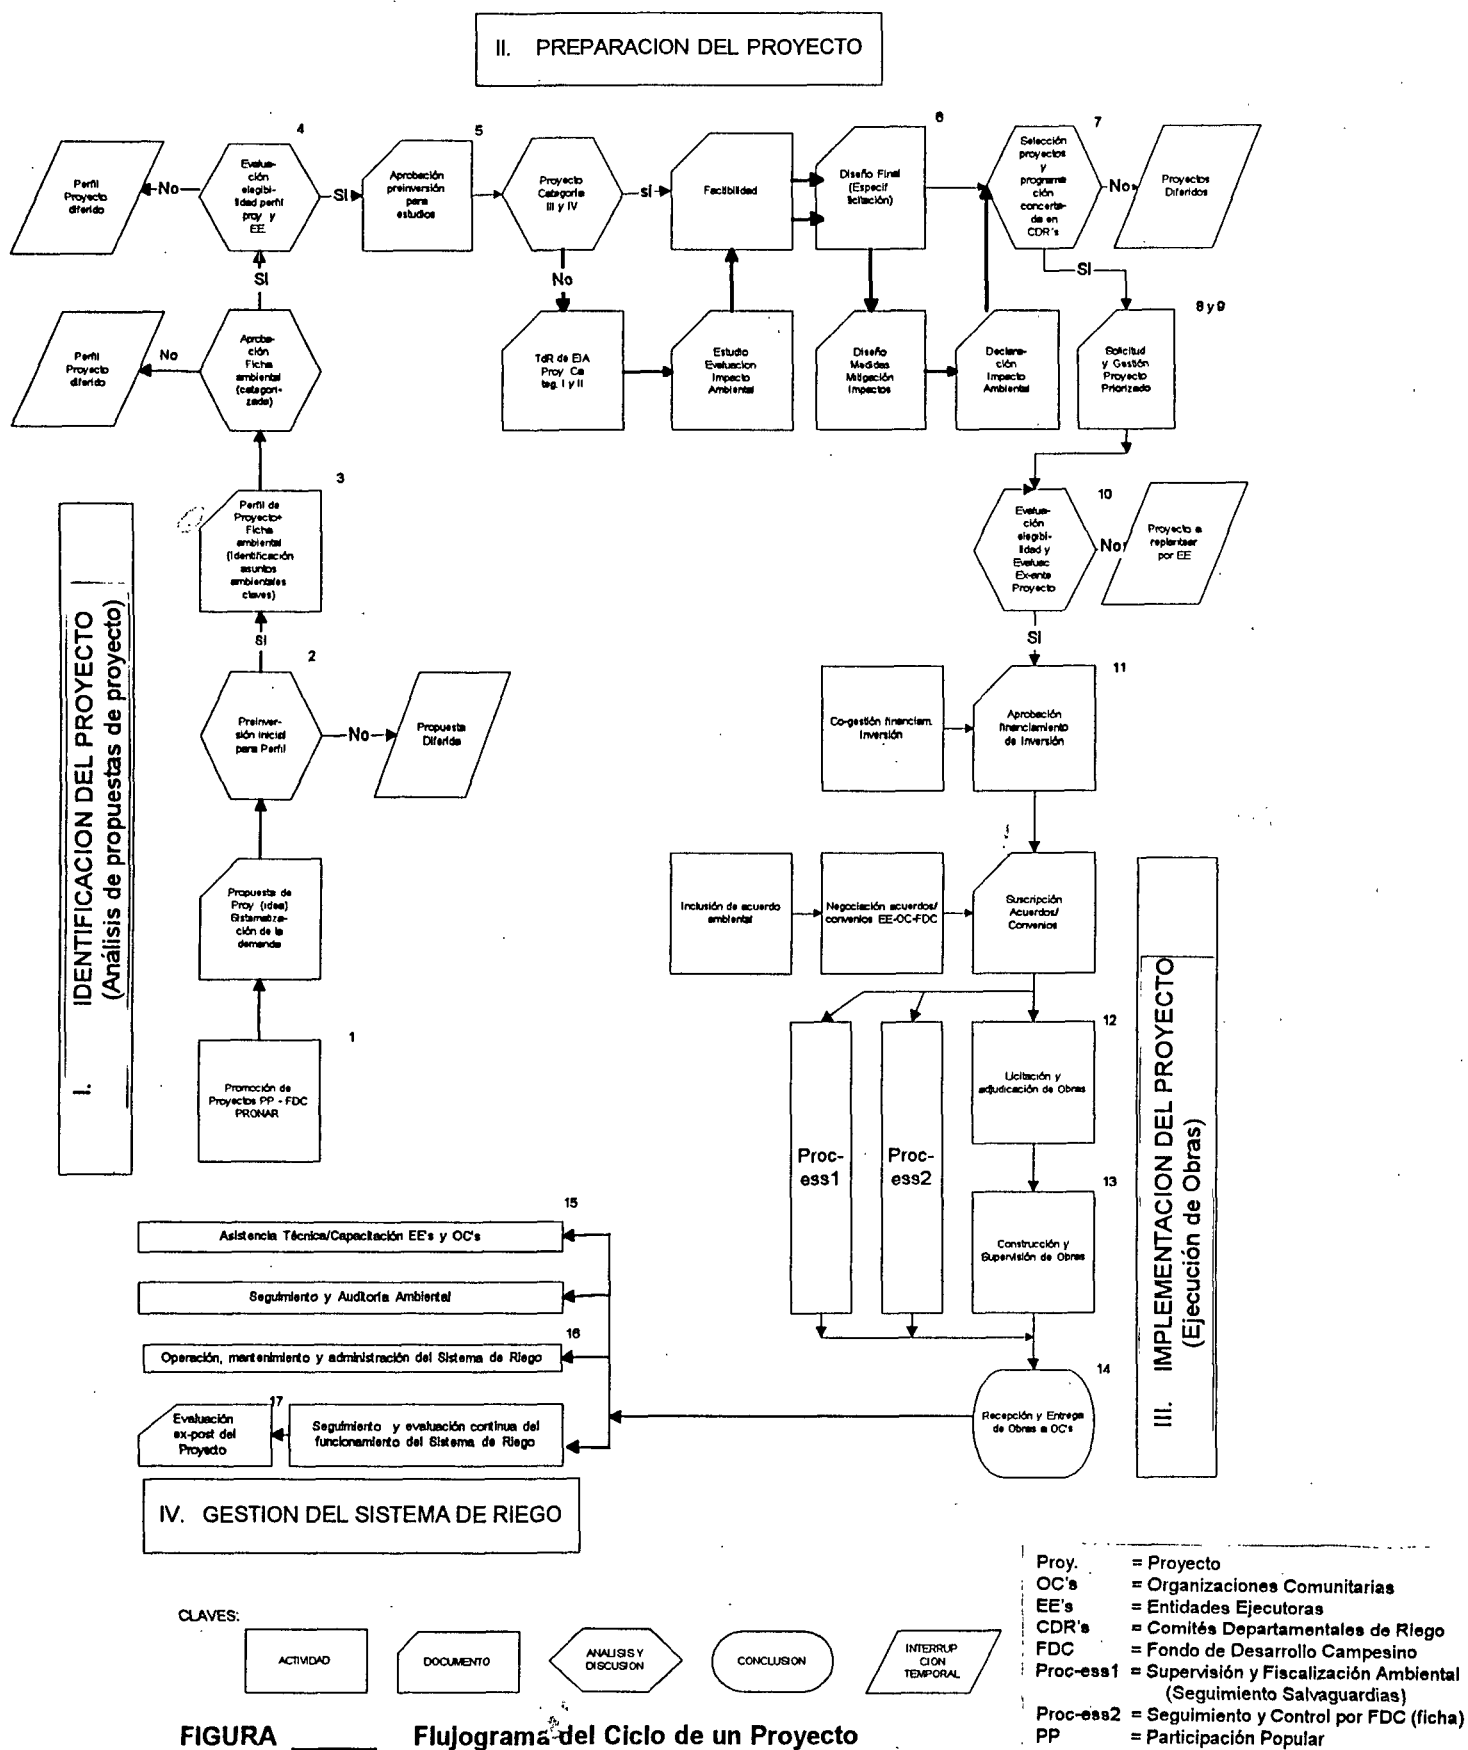 II. PREPARACION DEL PROYECTO
4
5
6
7
Perfil
Proyecto
diferido
No
Evalua-
ción
elegibi-
lidad perfil
proy y
EE
SI
Aprobación
preinversión
para
estudios
Proyecto
Categoria
III y IV
sí
Factibilidad
Diseño Final
(Especif
licitación)
Selección
proyectos
y
programa
ción
concerta-
da en
CDR's
No
Proyectos
Diferidos
SI
No
SI
8 y 9
Perfil
Proyecto
diferido
No
Aproba-
ción
Ficha
ambiental
(categori-
zada)
TdR de EIA
Proy Ca
teg. I y II
Estudio
Evaluacion
Impacto
Ambiental
Diseño
Medidas
Mitigación
Impactos
Declara-
ción
Impacto
Ambiental
Solicitud
y Gestión
Proyecto
Priorizado
3
10
Perfil de
Proyecto+
Ficha
ambiental
(Identificación
asuntos
ambientales
claves)
Evalua-
ción
elegibi-
lidad y
Evaluac
Ex-ante
Proyecto
No
Proyecto a
replantear
por EE
I. IDENTIFICACION DEL PROYECTO
(Análisis de propuestas de proyecto)
SI
SI
2
11
Preinver-
sión inicial
para Perfil
No
Propuesta
Diferida
Co-gestión financiam.
Inversión
Aprobación
financiamiento
de Inversión
Propuesta de
Proy (idea)
Sistematiza-
ción de la
demanda
Inclusión de acuerdo
ambiental
Negociación acuerdos/
convenios EE-OC-FDC
Suscripción
Acuerdos/
Convenios
III. IMPLEMENTACION DEL PROYECTO
(Ejecución de Obras)
1
12
Promoción de
Proyectos PP - FDC
PRONAR
Proc-
ess1
Proc-
ess2
Licitación y
adjudicación de Obras
13
Construcción y
Supervisión de Obras
15
Asistencia Técnica/Capacitación EE's y OC's
Seguimiento y Auditoría Ambiental
16
Operación, mantenimiento y administración del Sistema de Riego
14
17
Evaluación
ex-post del
Proyecto
Seguimiento y evaluación continua del
funcionamiento del Sistema de Riego
Recepción y Entrega
de Obras a OC's
IV. GESTION DEL SISTEMA DE RIEGO
CLAVES:
ACTIVIDAD
DOCUMENTO
ANALISIS Y
DISCUSION
CONCLUSION
INTERRUP
CION
TEMPORAL
Proy. = Proyecto
OC's = Organizaciones Comunitarias
EE's = Entidades Ejecutoras
CDR's = Comités Departamentales de Riego
FDC = Fondo de Desarrollo Campesino
Proc-ess1 = Supervisión y Fiscalización Ambiental
(Seguimiento Salvaguardias)
Proc-ess2 = Seguimiento y Control por FDC (ficha)
PP = Participación Popular
FIGURA ______ Flujograma del Ciclo de un Proyecto